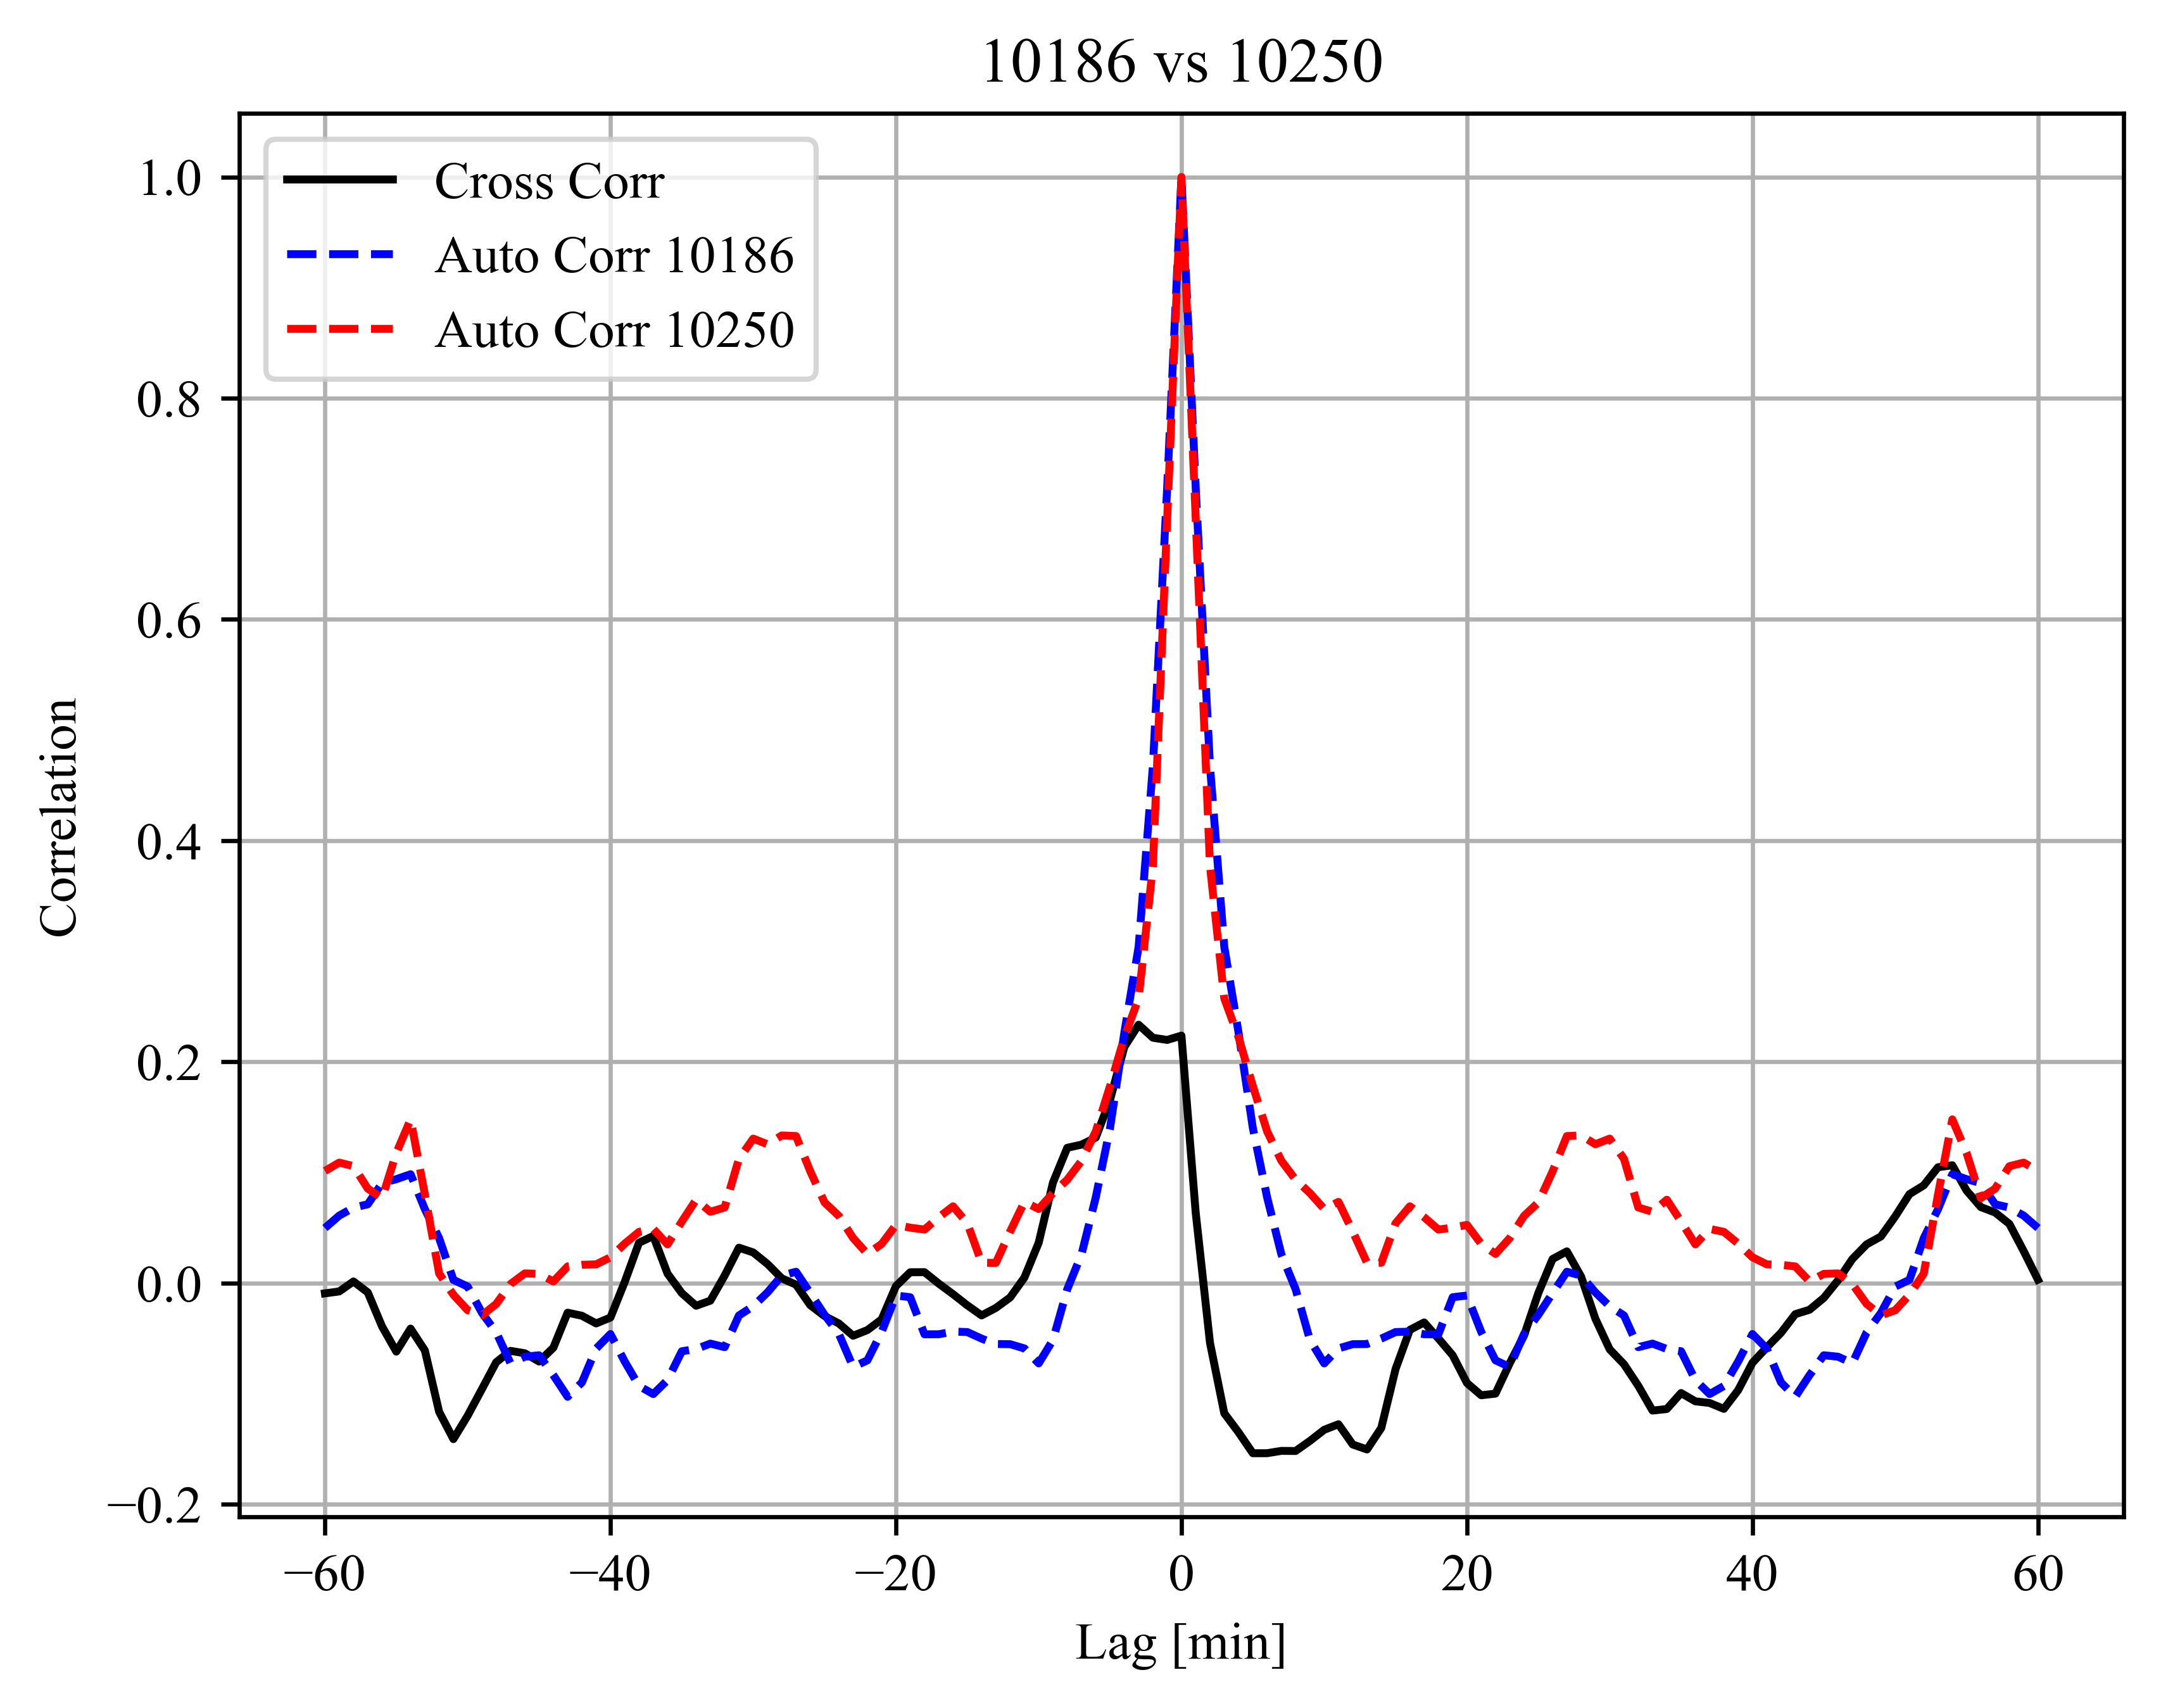 10186 vs 10250
Cross Corr
Auto Corr 10186
Auto Corr 10250
1.0
0.8
0.6
0.4
0.2
0.0
−0.2
Correlation
−60 −40 −20 0 20 40 60
Lag [min]